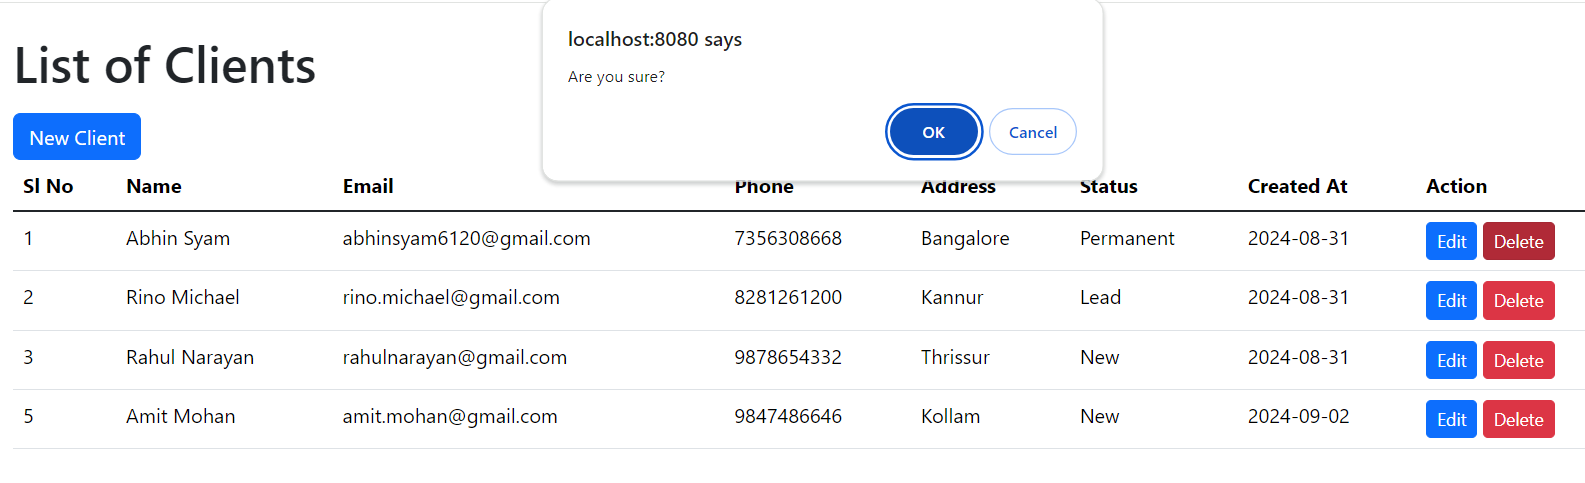 localhost:8080 says
Are you sure?
OK Cancel
List of Clients
New Client
Sl No Name Email Phone Address Status Created At Action
1 Abhin Syam abhinsyam6120@gmail.com 7356308668 Bangalore Permanent 2024-08-31 Edit Delete
2 Rino Michael rino.michael@gmail.com 8281261200 Kannur Lead 2024-08-31 Edit Delete
3 Rahul Narayan rahulnarayan@gmail.com 9878654332 Thrissur New 2024-08-31 Edit Delete
5 Amit Mohan amit.mohan@gmail.com 9847486646 Kollam New 2024-09-02 Edit Delete